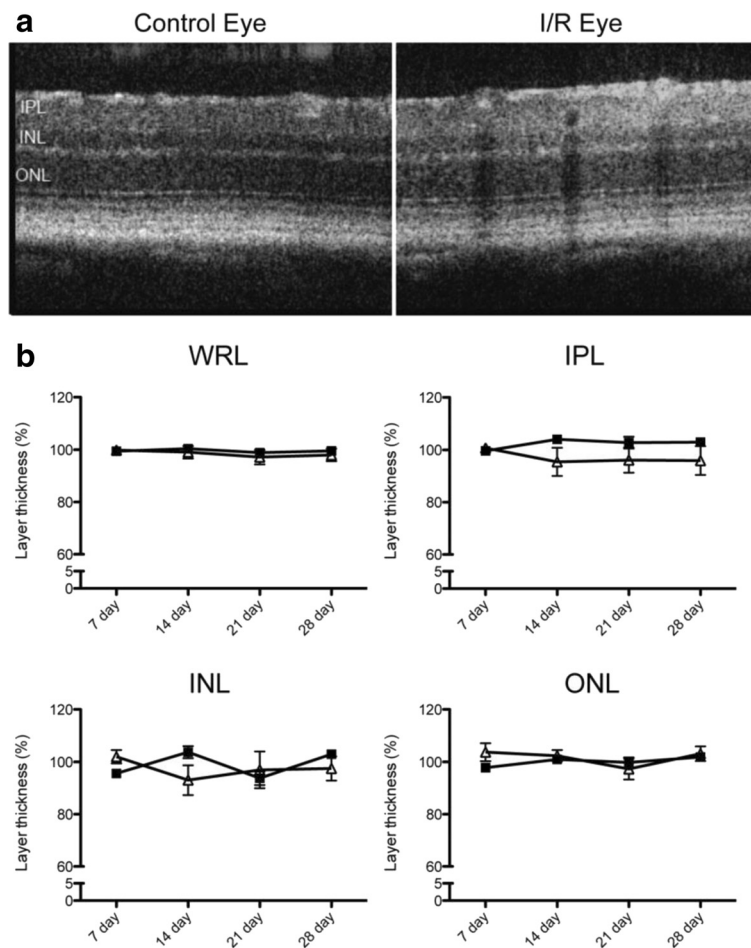 a
Control Eye
I/R Eye
IPL
INL
ONL
b
WRL
Layer thickness (%)
120
100
80
60
5
0
7 day
14 day
21 day
28 day
IPL
Layer thickness (%)
120
100
80
60
5
0
7 day
14 day
21 day
28 day
INL
Layer thickness (%)
120
100
80
60
5
0
7 day
14 day
21 day
28 day
ONL
Layer thickness (%)
120
100
80
60
5
0
7 day
14 day
21 day
28 day